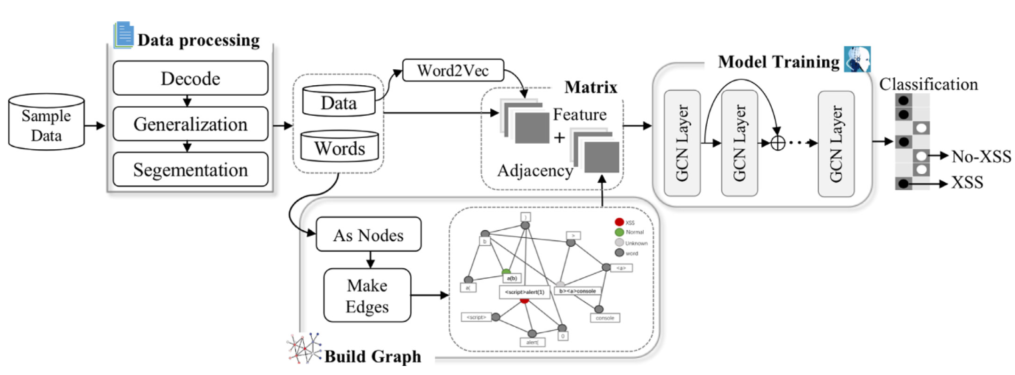 Data processing
Decode
Generalization
Segementation
Sample
Data
Data
Words
Word2Vec
Matrix
Feature
+
Adjacency
Model Training
GCN Layer
GCN Layer
GCN Layer
Classification
No-XSS
XSS
As Nodes
Make
Edges
Build Graph
XSS
Normal
Unknown
word
b
a(b)
<script>alert(1)
b><a>console
<a>
console
<script>
alert(